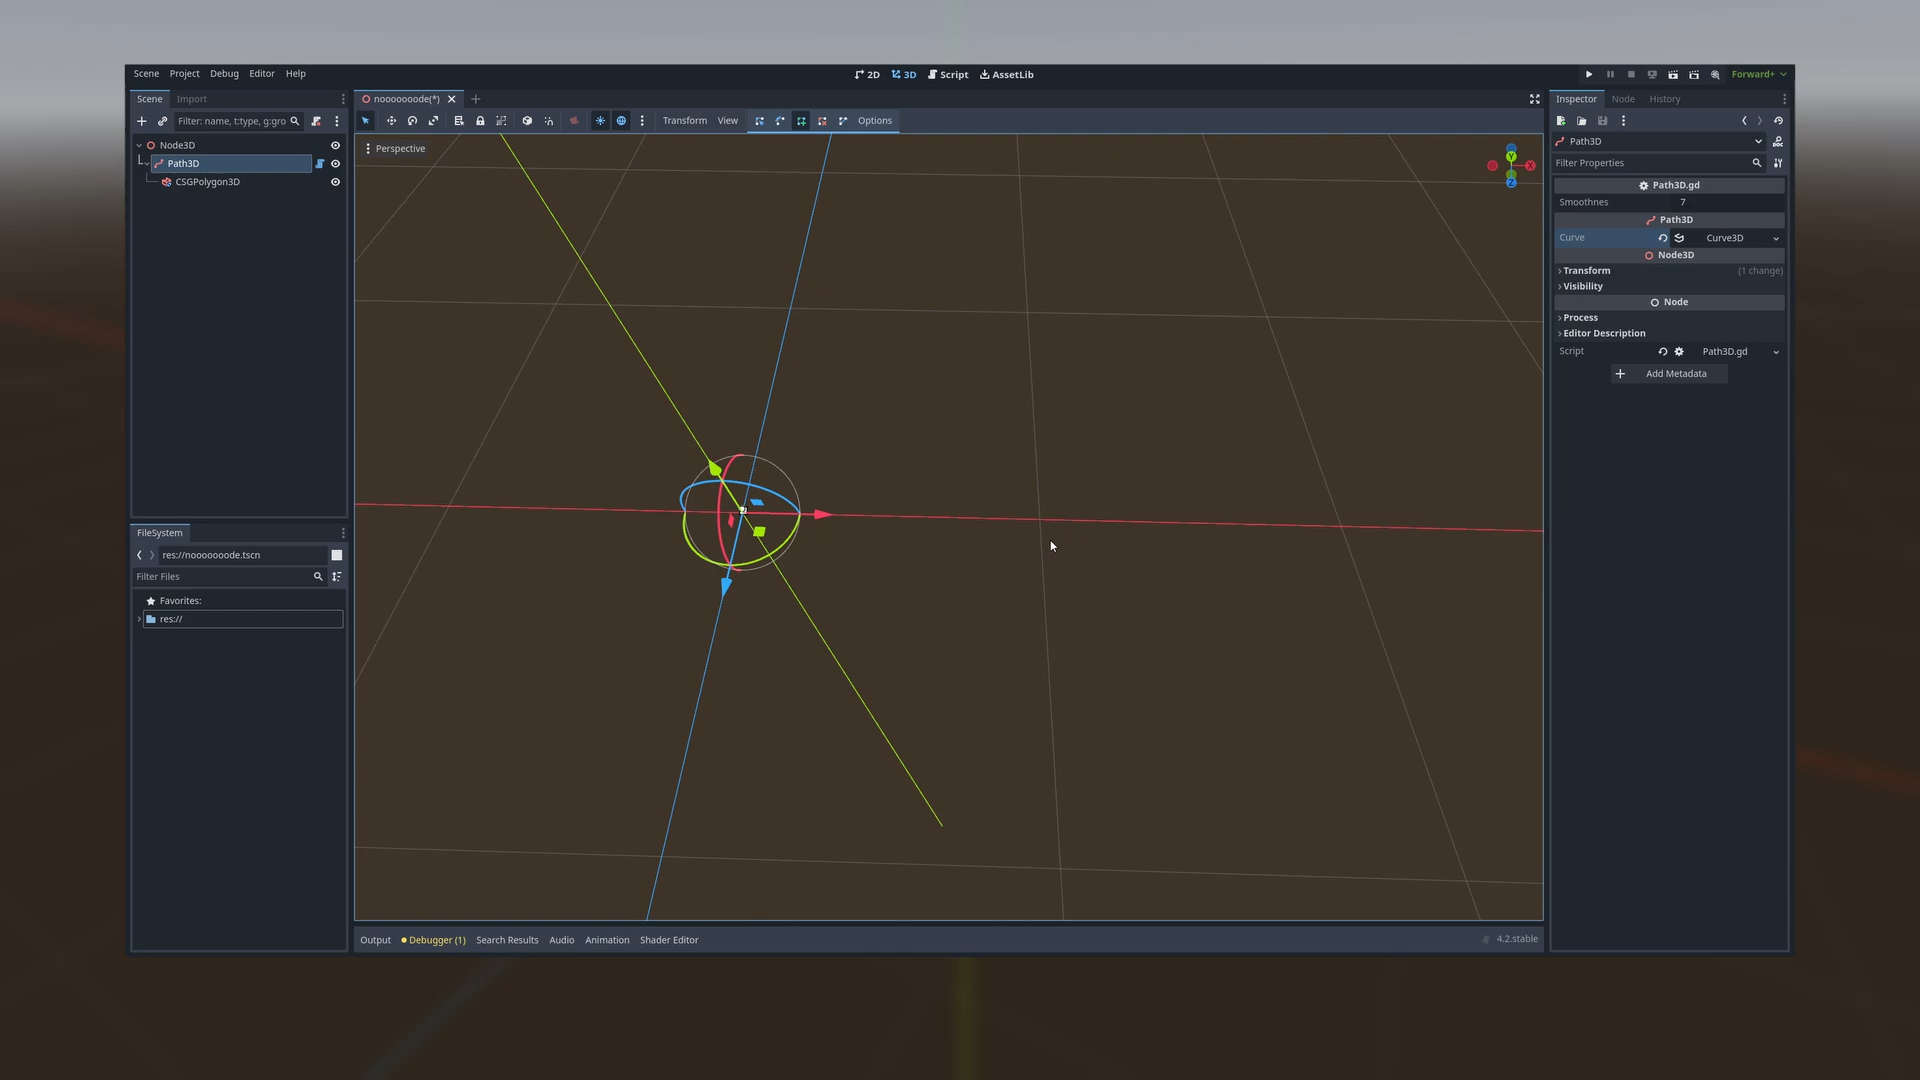 Scene Project Debug Editor Help
2D 3D Script AssetLib
Forward+
Scene Import
Filter: name, t:type, g:gro
Node3D
Path3D
CSGPolygon3D
FileSystem
res://nooooooode.tscn
Filter Files
Favorites:
res://
nooooooode(*)
Transform View Options
Perspective
Y
X
Z
Output Debugger (1) Search Results Audio Animation Shader Editor
4.2.stable
Inspector Node History
Path3D
DOC
Filter Properties
Path3D.gd
Smoothnes 7
Path3D
Curve Curve3D
Node3D
Transform (1 change)
Visibility
Node
Process
Editor Description
Script Path3D.gd
Add Metadata